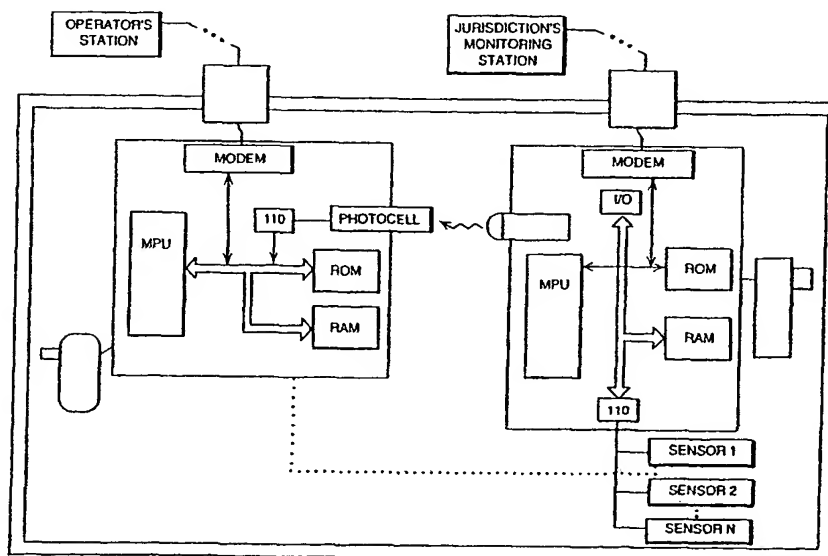 OPERATOR'S
STATION
JURISDICTION'S
MONITORING
STATION
MODEM
110
PHOTOCELL
MPU
ROM
RAM
MODEM
I/O
MPU
ROM
RAM
110
SENSOR 1
SENSOR 2
SENSOR N